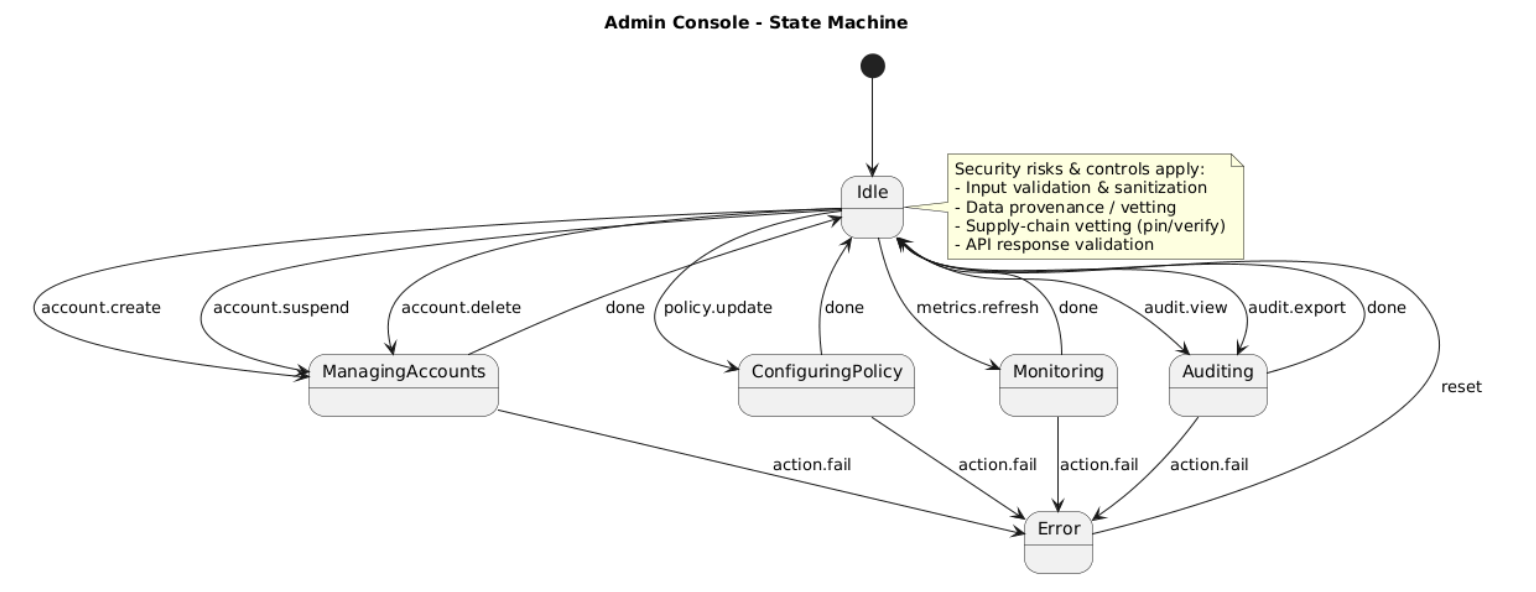 Admin Console - State Machine
Idle
Security risks & controls apply:
- Input validation & sanitization
- Data provenance / vetting
- Supply-chain vetting (pin/verify)
- API response validation
account.create
account.suspend
account.delete
done
policy.update
done
metrics.refresh
done
audit.view
audit.export
done
ManagingAccounts
ConfiguringPolicy
Monitoring
Auditing
reset
action.fail
action.fail
action.fail
action.fail
Error